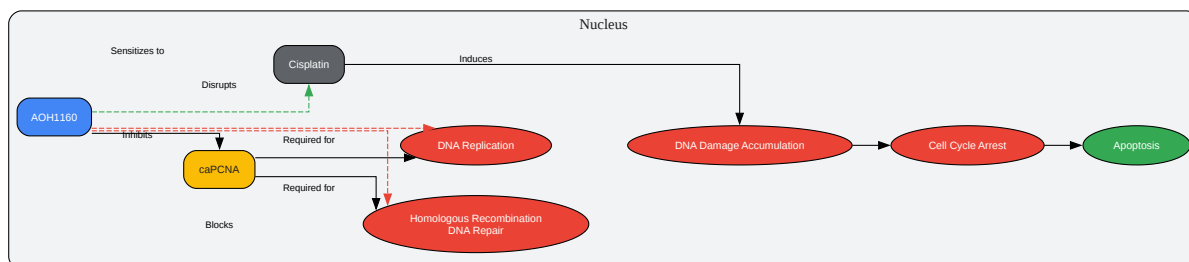 Nucleus
Sensitizes to
Cisplatin
Induces
Disrupts
AOH1160
Inhibits
Required for
DNA Replication
DNA Damage Accumulation
Cell Cycle Arrest
Apoptosis
caPCNA
Required for
Blocks
Homologous Recombination
DNA Repair